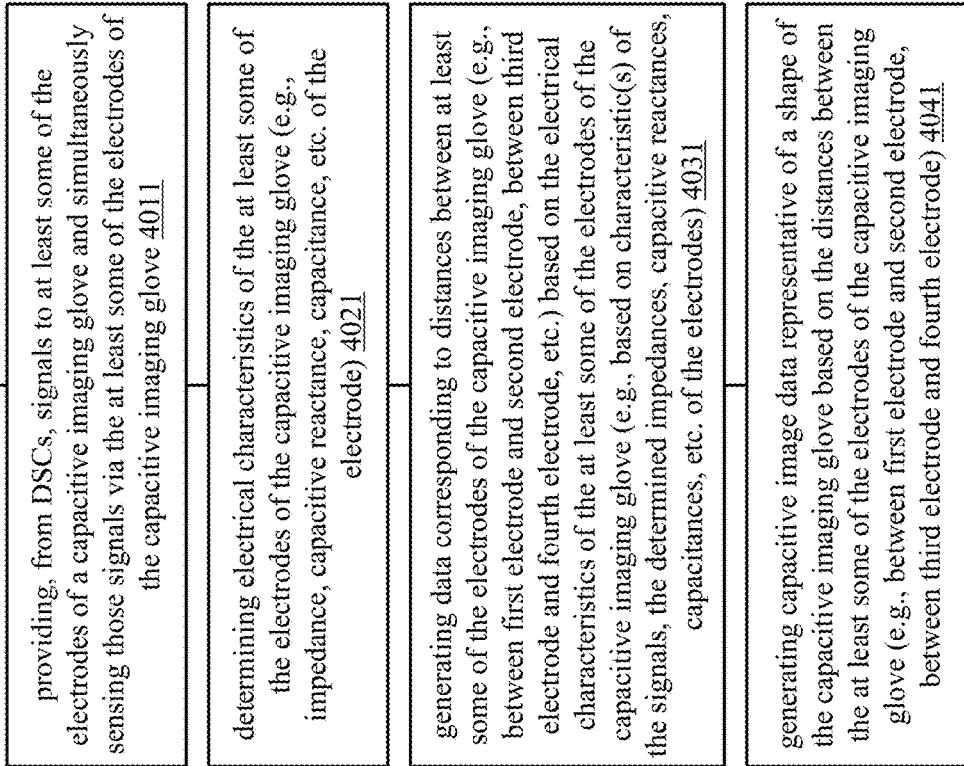 providing, from DSCs, signals to at least some of the
electrodes of a capacitive imaging glove and simultaneously
sensing those signals via the at least some of the electrodes of
the capacitive imaging glove 4011
determining electrical characteristics of the at least some of
the electrodes of the capacitive imaging glove (e.g.,
impedance, capacitive reactance, capacitance, etc. of the
electrode) 4021
generating data corresponding to distances between at least
some of the electrodes of the capacitive imaging glove (e.g.,
between first electrode and second electrode, between third
electrode and fourth electrode, etc.) based on the electrical
characteristics of the at least some of the electrodes of the
capacitive imaging glove (e.g., based on characteristic(s) of
the signals, the determined impedances, capacitive reactances,
capacitances, etc. of the electrodes) 4031
generating capacitive image data representative of a shape of
the capacitive imaging glove based on the distances between
the at least some of the electrodes of the capacitive imaging
glove (e.g., between first electrode and second electrode,
between third electrode and fourth electrode) 4041